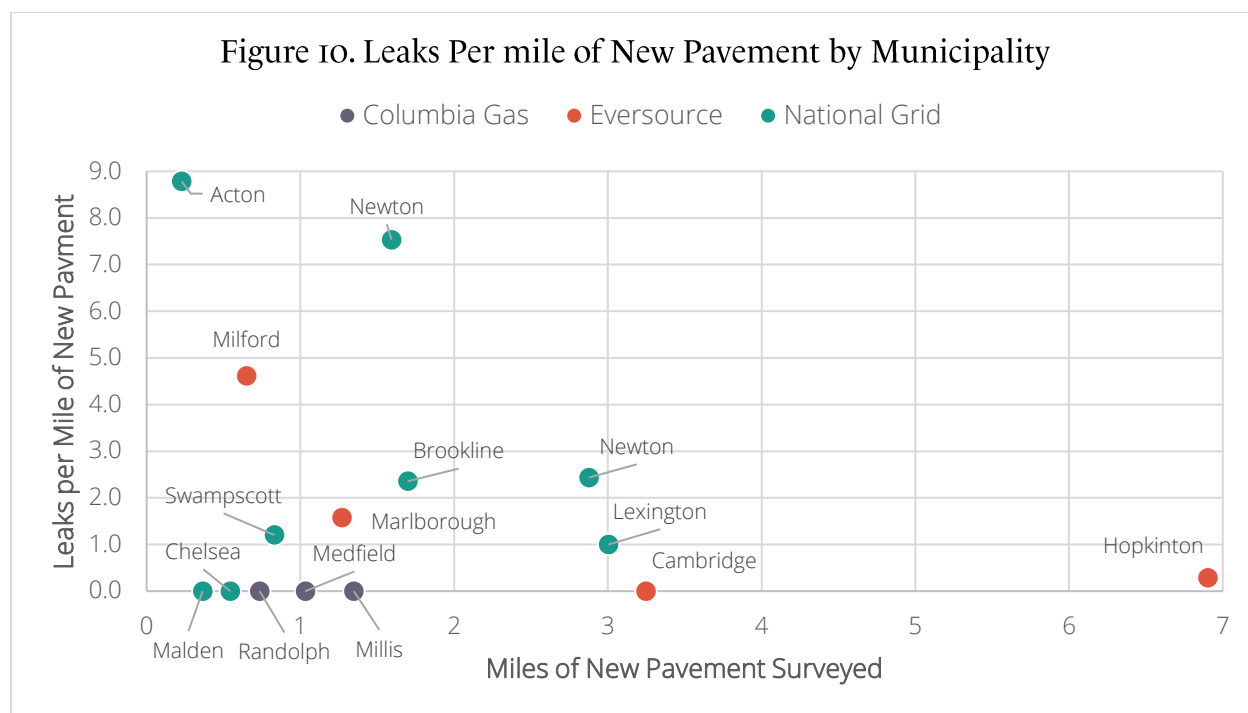 Figure 10. Leaks Per mile of New Pavement by Municipality
Columbia Gas Eversource National Grid
Leaks per Mile of New Pavment
9.0
8.0
7.0
6.0
5.0
4.0
3.0
2.0
1.0
0.0
Acton
Newton
Milford
Brookline
Newton
Swampscott
Marlborough
Lexington
Chelsea
Medfield
Cambridge
Hopkinton
0 1 2 3 4 5 6 7
Malden
Randolph
Millis
Miles of New Pavement Surveyed